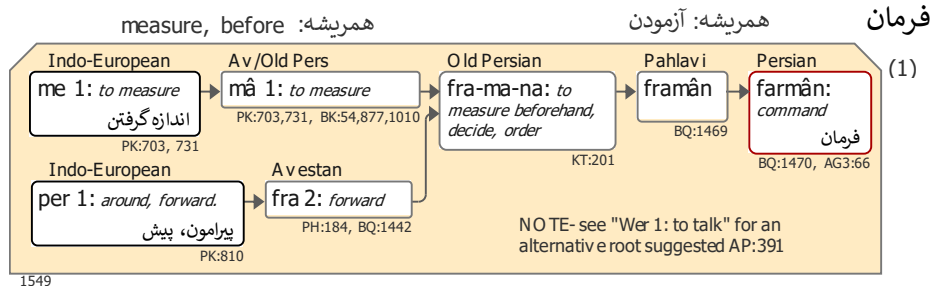 فرمان
همریشه: آزمودن
همریشه: measure, before
(1)
Indo-European
me 1: to measure
اندازه گرفتن
PK:703, 731
Av/Old Pers
mâ 1: to measure
PK:703,731, BK:54,877,1010
Old Persian
fra-ma-na: to
measure beforehand,
decide, order
KT:201
Pahlavi
framân
BQ:1469
Persian
farmân:
command
فرمان
BQ:1470, AG3:66
Indo-European
per 1: around, forward.
پیرامون، پیش
PK:810
Avestan
fra 2: forward
PH:184, BQ:1442
NOTE- see "Wer 1: to talk" for an
alternative root suggested AP:391
1549